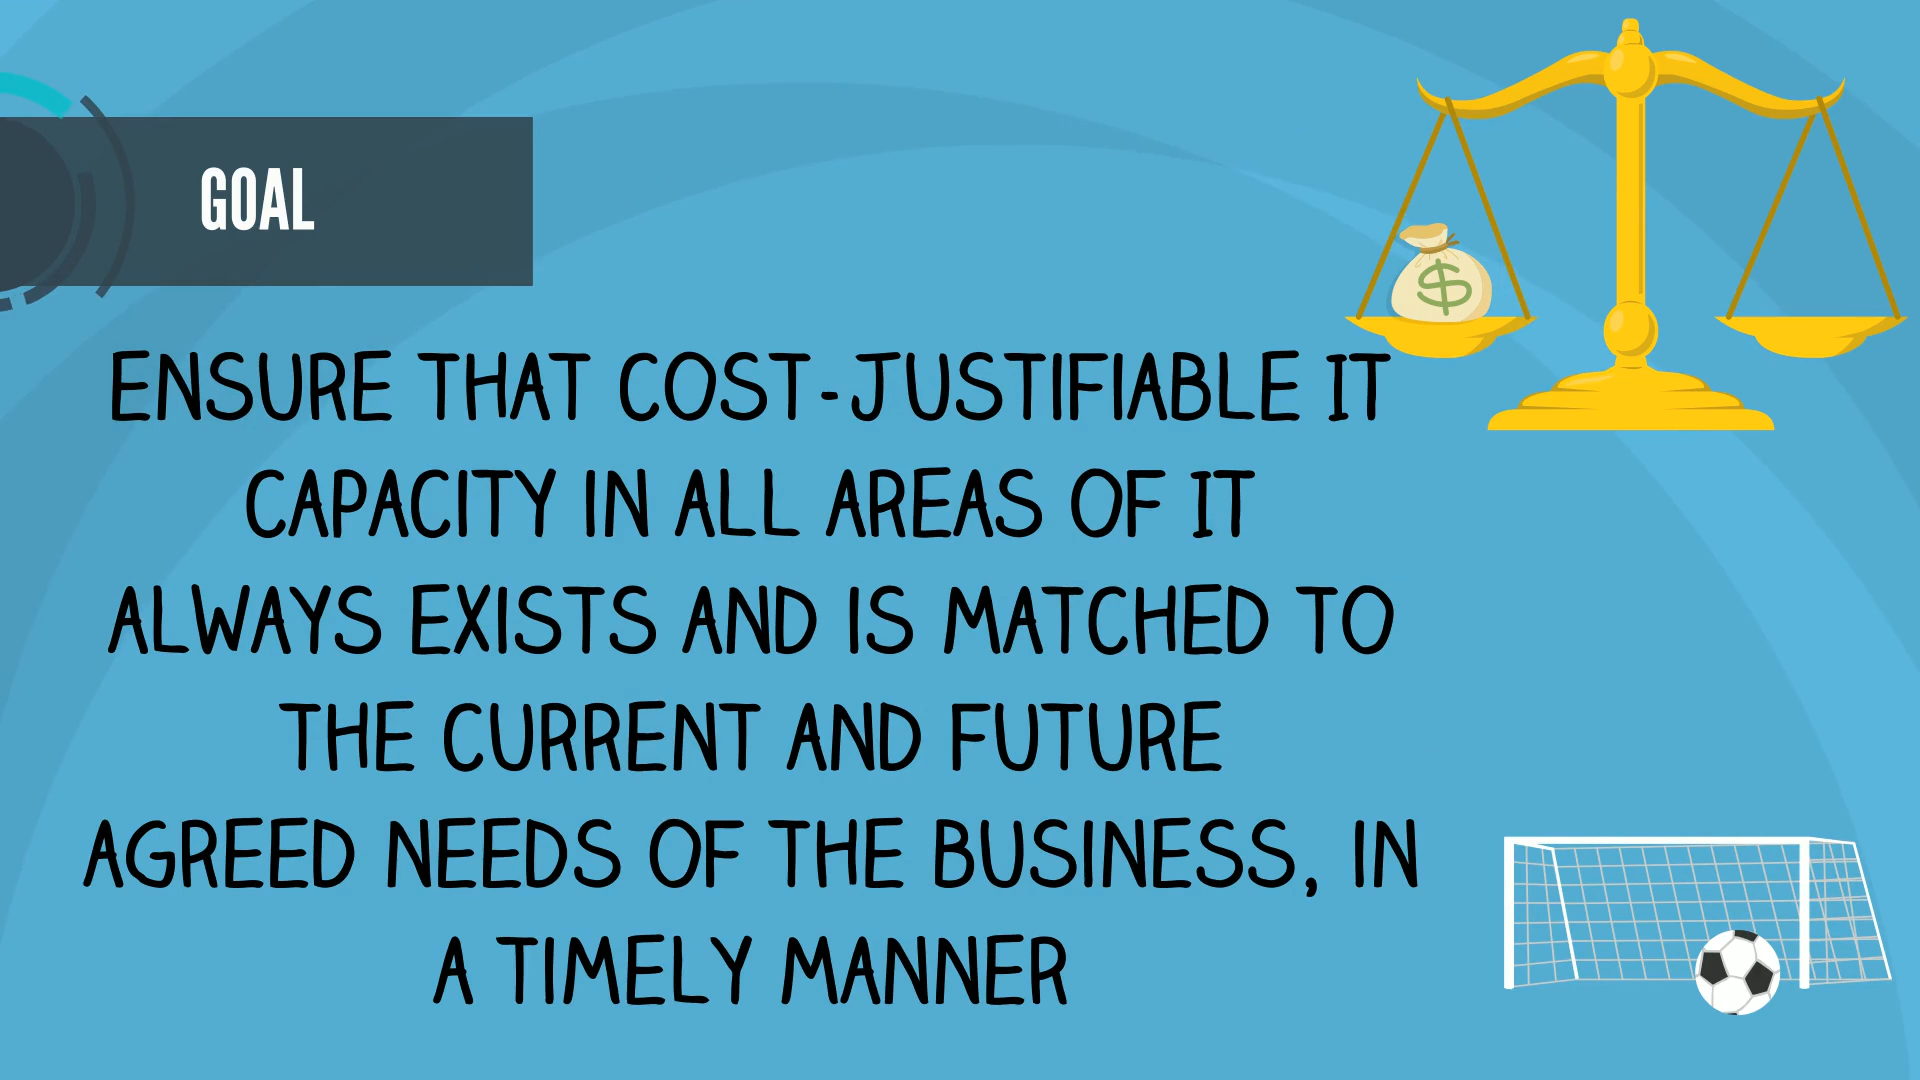 GOAL
ENSURE THAT COST-JUSTIFIABLE IT
CAPACITY IN ALL AREAS OF IT
ALWAYS EXISTS AND IS MATCHED TO
THE CURRENT AND FUTURE
AGREED NEEDS OF THE BUSINESS, IN
A TIMELY MANNER
$